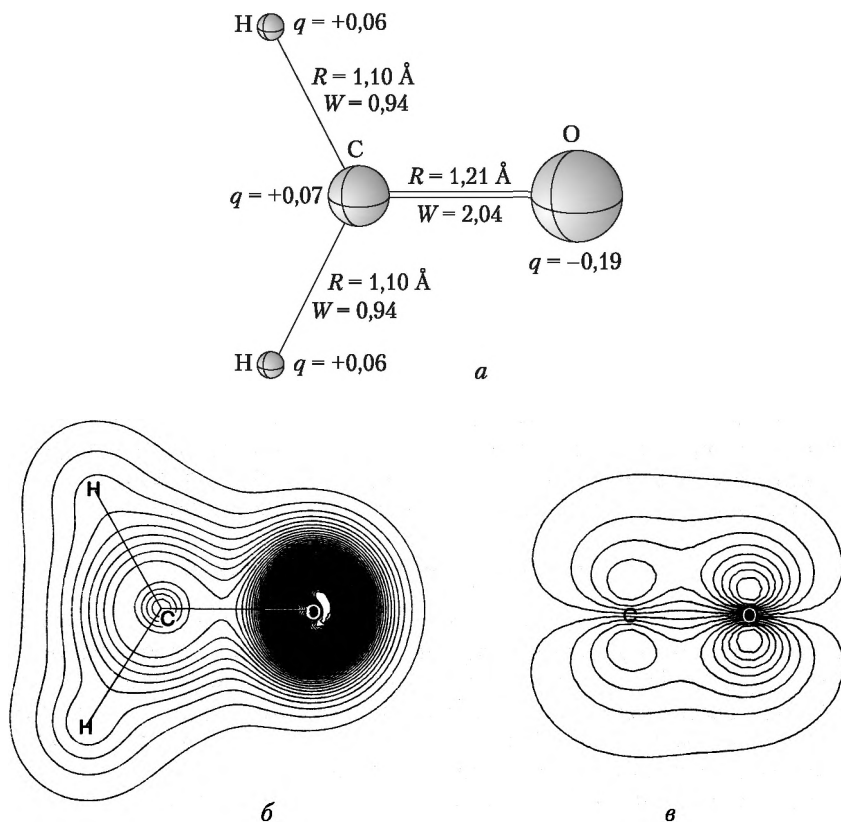 H q = +0,06
R = 1,10 Å
W = 0,94
C
O
R = 1,21 Å
q = +0,07
W = 2,04
q = −0,19
R = 1,10 Å
W = 0,94
H q = +0,06
а
H
C
O
H
C
O
б
в